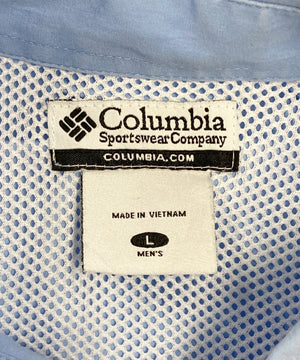 Columbia
Sportswear Company
COLUMBIA.COM
MADE IN VIETNAM
L
MEN'S